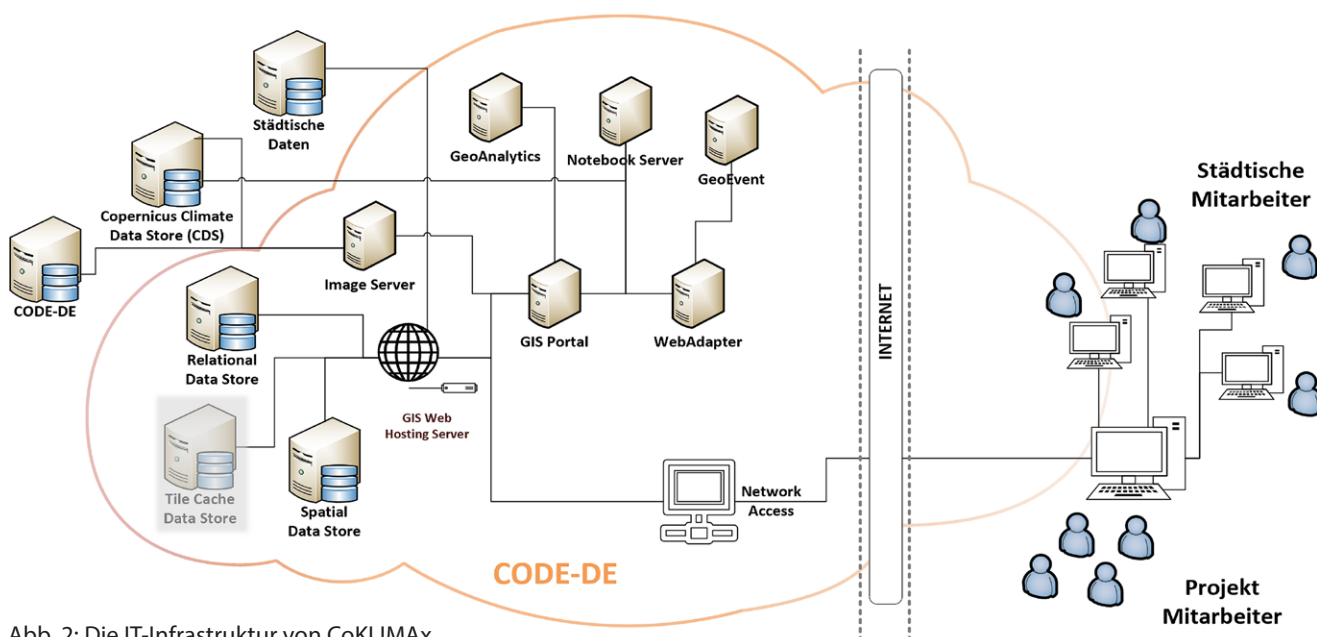 Städtische
Daten
GeoAnalytics
Notebook Server
GeoEvent
Städtische
Mitarbeiter
Copernicus Climate
Data Store (CDS)
CODE-DE
Image Server
Relational
Data Store
GIS Portal
WebAdapter
INTERNET
GIS Web
Hosting Server
Tile Cache
Data Store
Spatial
Data Store
Network
Access
CODE-DE
Projekt
Mitarbeiter
Abb. 2: Die IT-Infrastruktur von CoKLIMAx